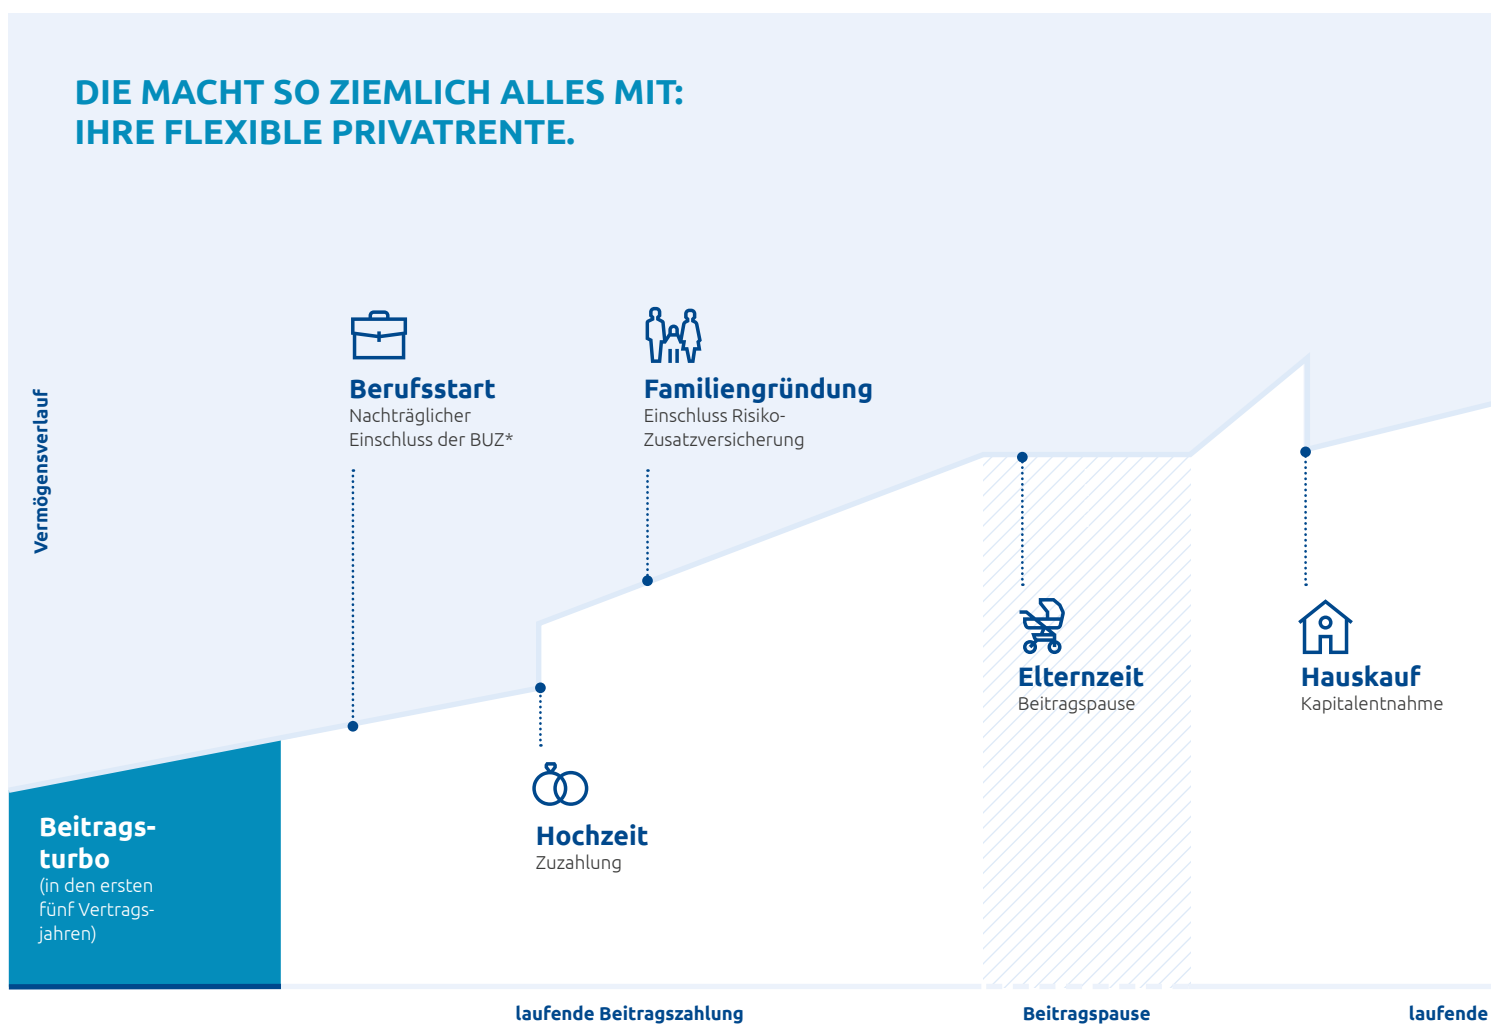 DIE MACHT SO ZIEMLICH ALLES MIT:
IHRE FLEXIBLE PRIVATRENTE.
Vermögensverlauf
Berufsstart
Nachträglicher
Einschluss der BUZ*
Familiengründung
Einschluss Risiko-
Zusatzversicherung
Elternzeit
Beitragspause
Hauskauf
Kapitalentnahme
Hochzeit
Zuzahlung
Beitrags-
turbo
(in den ersten
fünf Vertrags-
jahren)
laufende Beitragszahlung
Beitragspause
laufende